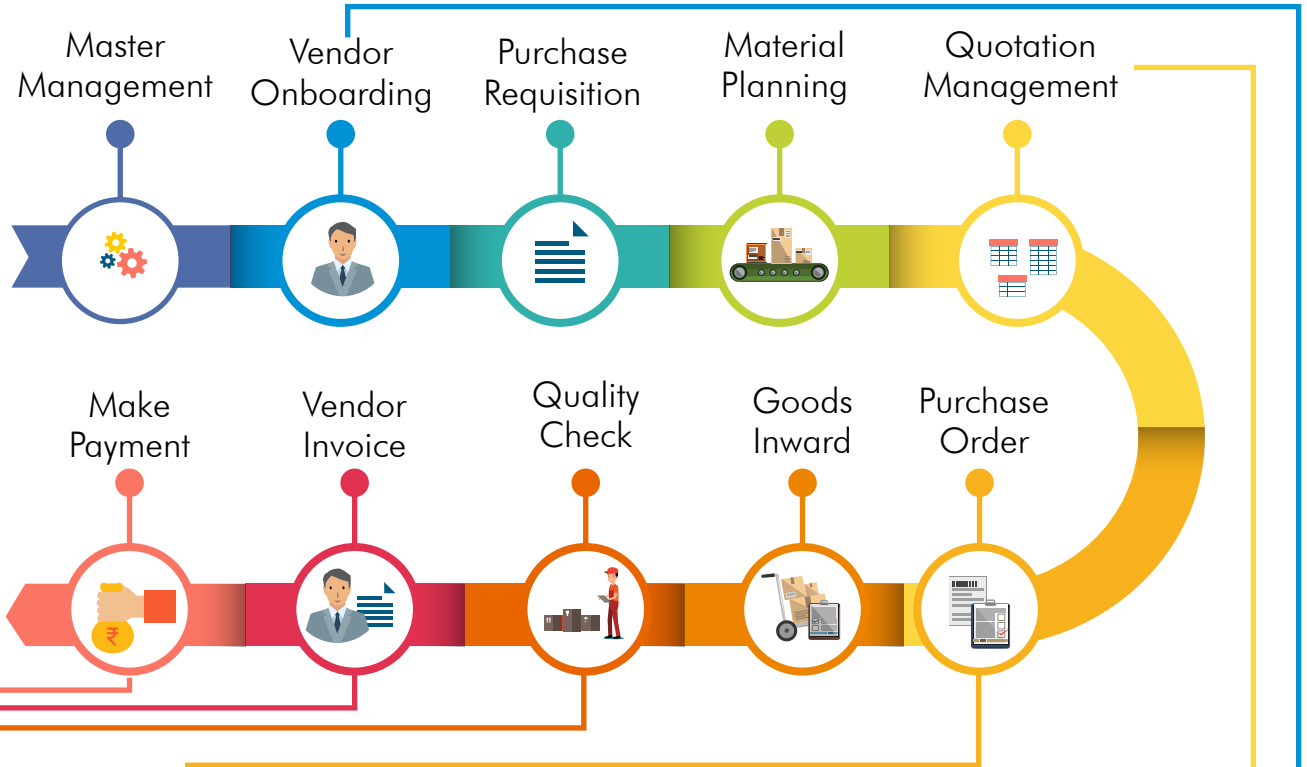 Master
Management
Vendor
Onboarding
Purchase
Requisition
Material
Planning
Quotation
Management
Make
Payment
Vendor
Invoice
Quality
Check
Goods
Inward
Purchase
Order
₹